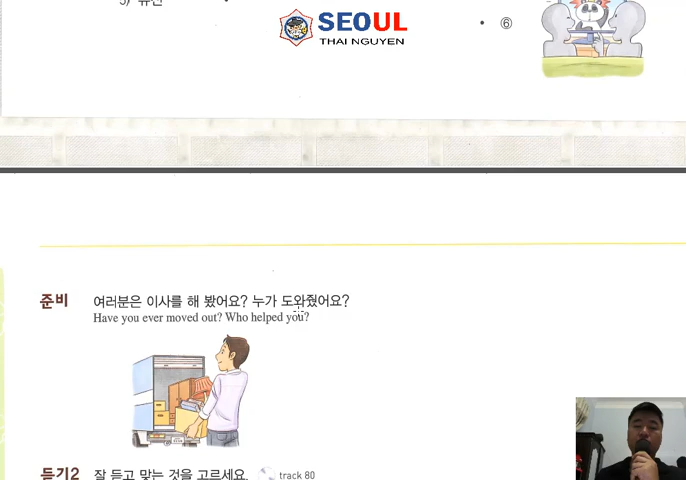 SEOUL
THAI NGUYEN
⑥
준비 여러분은 이사를 해 봤어요? 누가 도와줬어요?
Have you ever moved out? Who helped you?
듣기2 잘 듣고 맞는 것을 고르세요. track 80